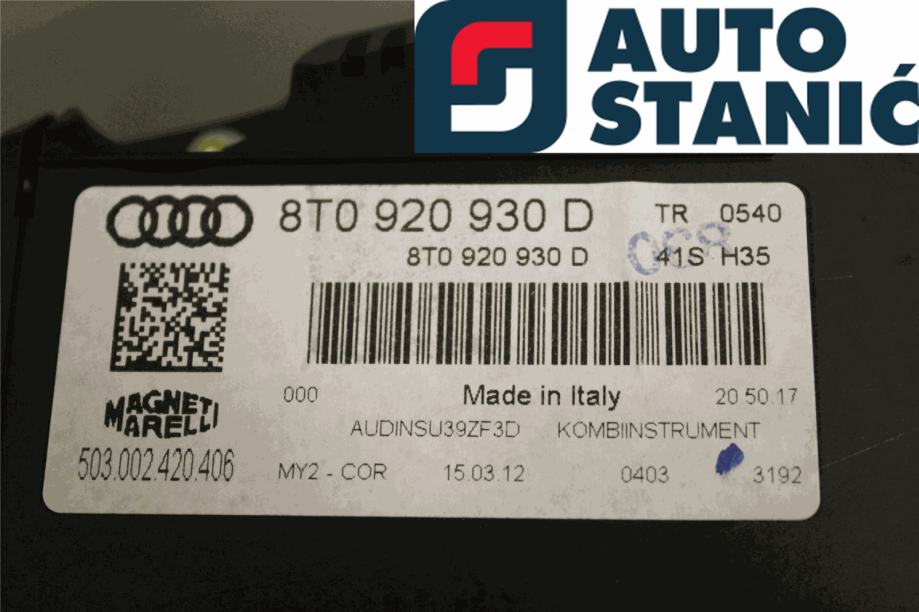 AUTO
STANIĆ
8T0 920 930 D TR 0540
8T0 920 930 D 41S H35
000 Made in Italy 20 50.17
MAGNETI
MARELLI
AUDINSU39ZF3D KOMBIINSTRUMENT
503.002.420.406
MY2 - COR 15.03.12 0403 3192